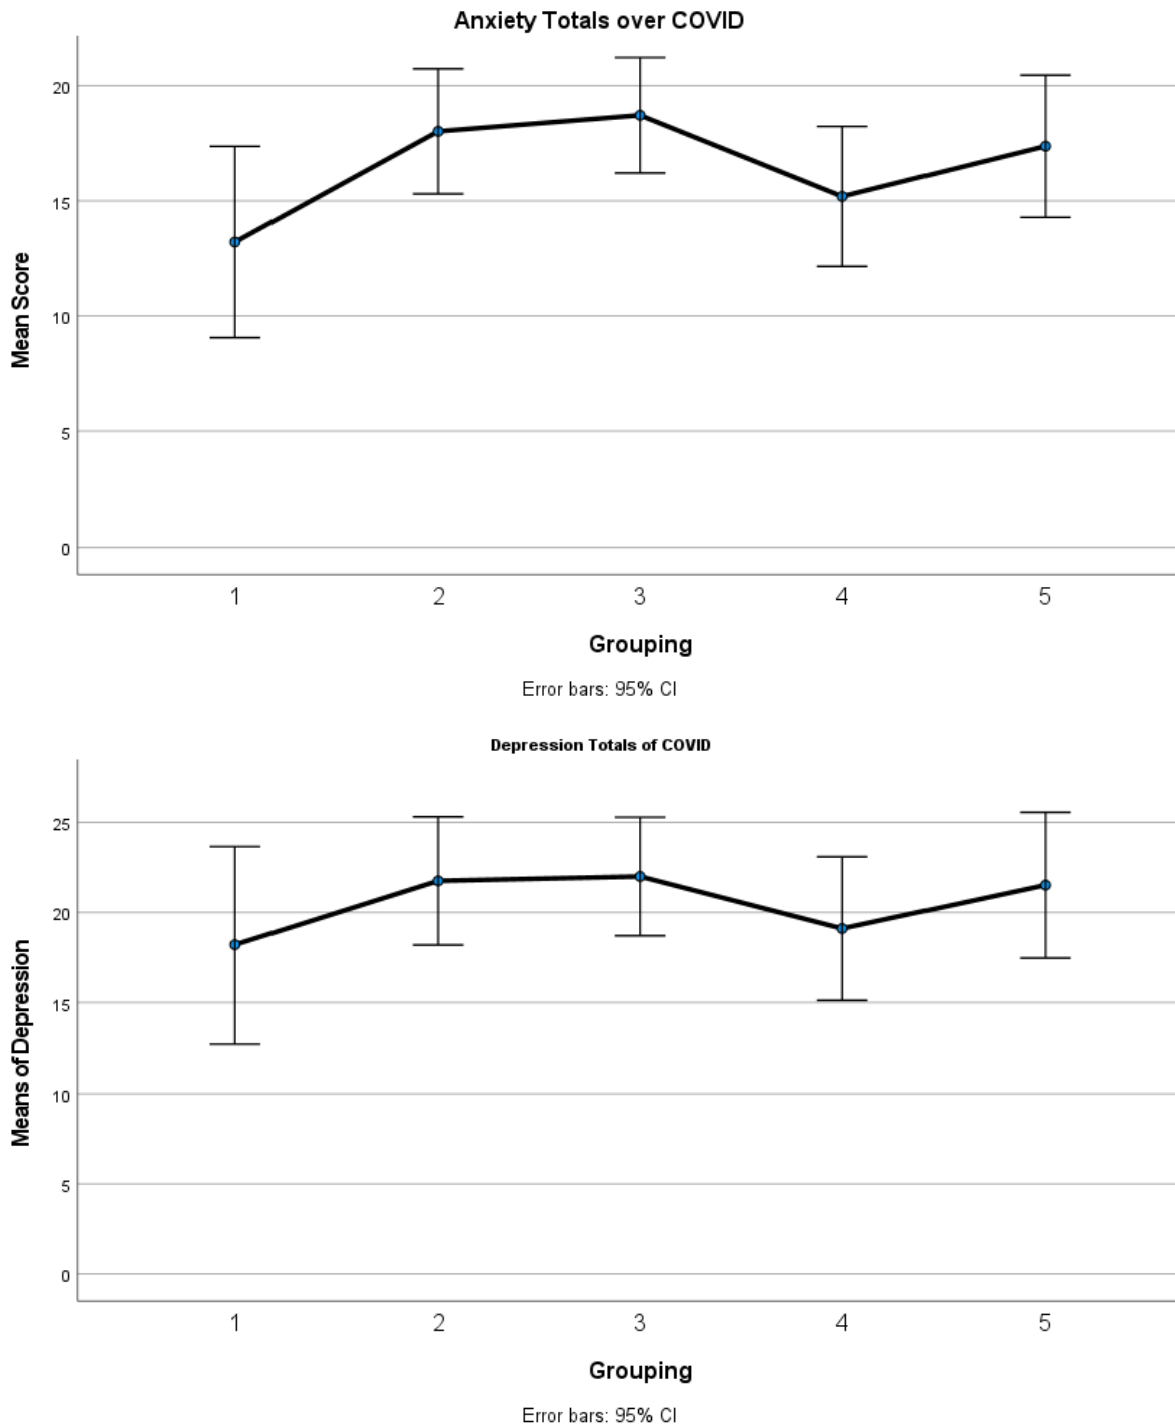 Anxiety Totals over COVID
Mean Score
20
15
10
5
0
1 2 3 4 5
Grouping
Error bars: 95% CI
Depression Totals of COVID
Means of Depression
25
20
15
10
5
0
1 2 3 4 5
Grouping
Error bars: 95% CI